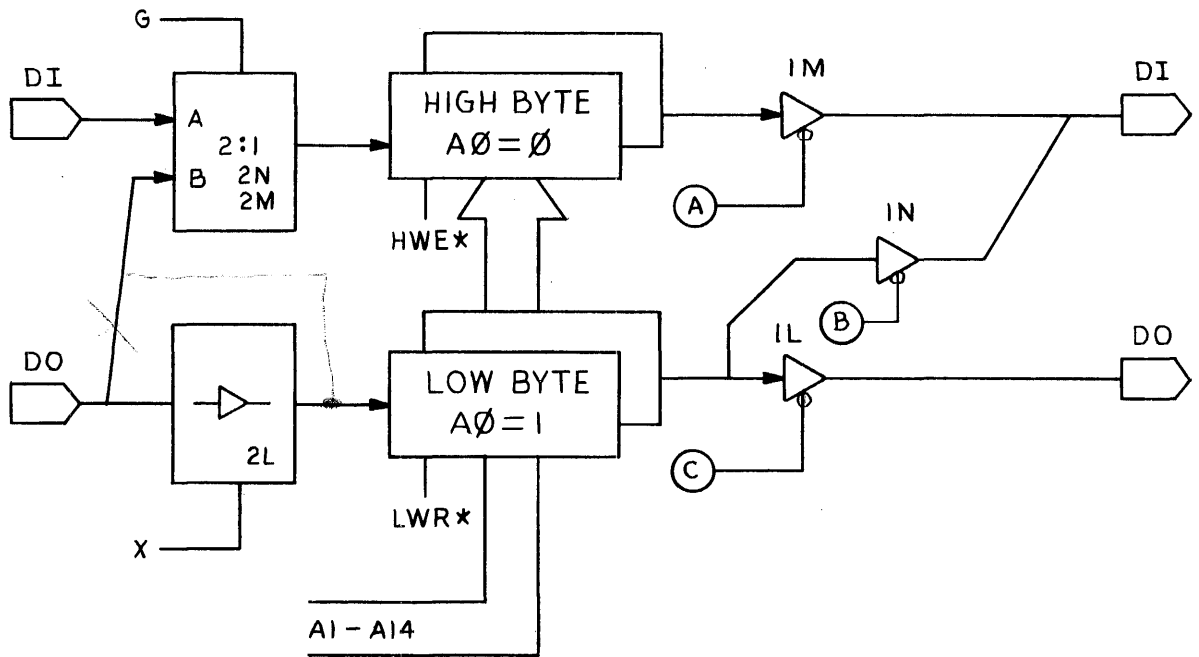 G
DI
A
2:1
B
2N
2M
HIGH BYTE
AØ=Ø
HWE*
1M
DI
A
1N
B
DO
2L
X
LOW BYTE
AØ=1
LWR*
1L
DO
C
A1-A14